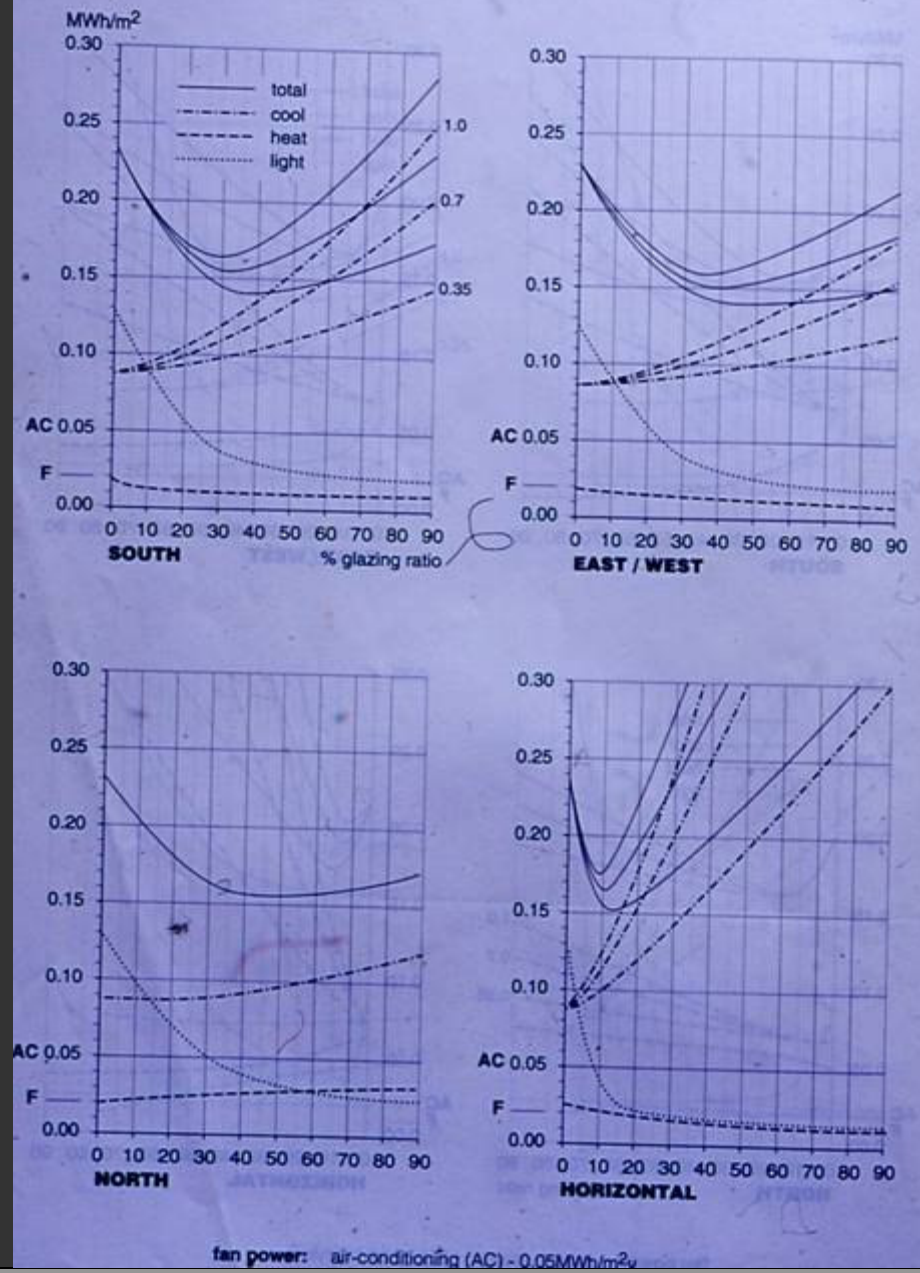 MWh/m²
0.30
0.25
0.20
0.15
0.10
AC 0.05
F
0.00
total
cool
heat
light
1.0
0.7
0.35
0 10 20 30 40 50 60 70 80 90
SOUTH
% glazing ratio
0.30
0.25
0.20
0.15
0.10
AC 0.05
F
0.00
0 10 20 30 40 50 60 70 80 90
EAST / WEST
0.30
0.25
0.20
0.15
0.10
AC 0.05
F
0.00
0 10 20 30 40 50 60 70 80 90
NORTH
0.30
0.25
0.20
0.15
0.10
AC 0.05
F
0.00
0 10 20 30 40 50 60 70 80 90
HORIZONTAL
fan power: air-conditioning (AC) - 0.05MWh/m²y